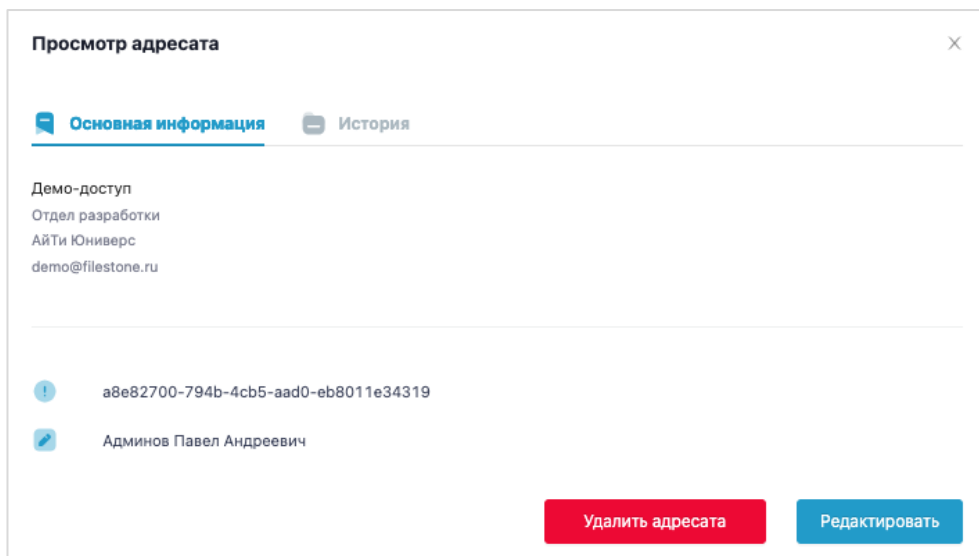 Просмотр адресата
Основная информация
История
Демо-доступ
Отдел разработки
АйТи Юниверс
demo@filestone.ru
a8e82700-794b-4cb5-aad0-eb8011e34319
Админов Павел Андреевич
Удалить адресата
Редактировать